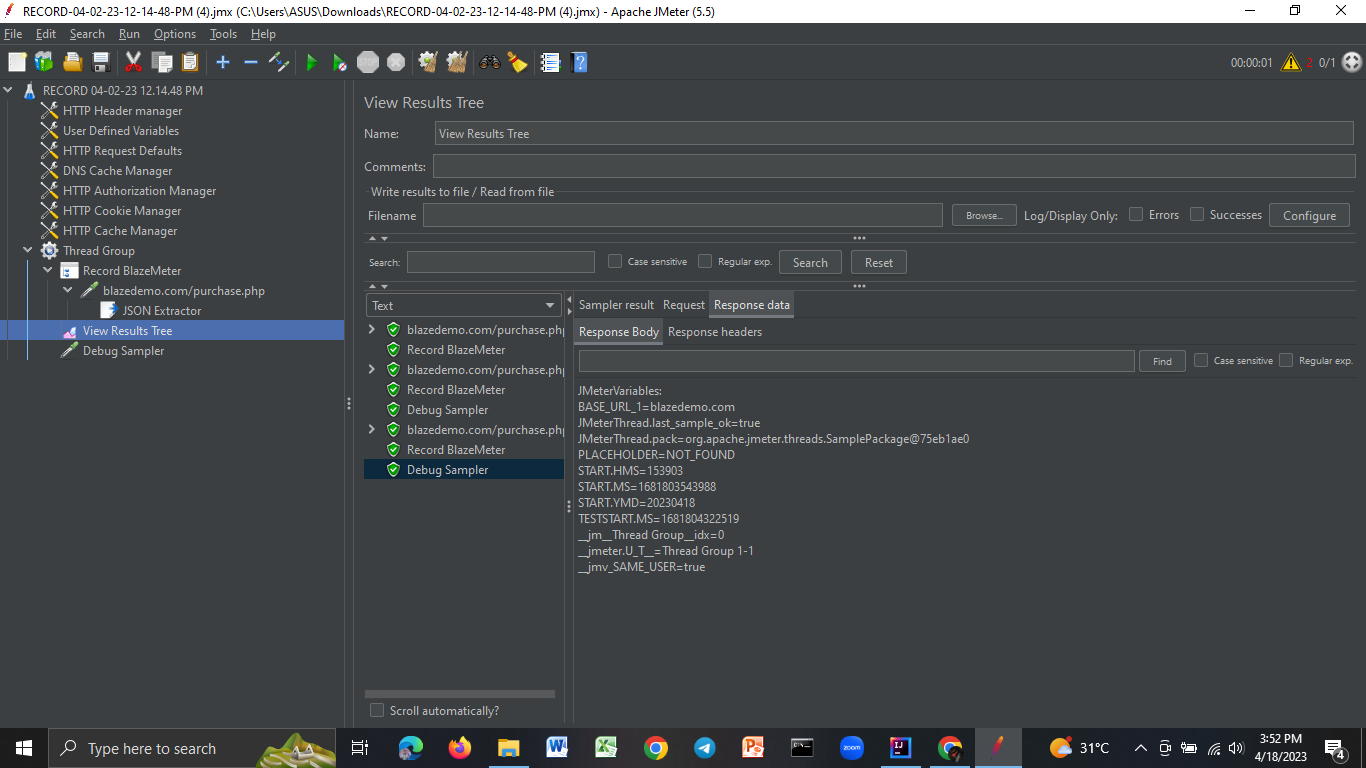 RECORD-04-02-23-12-14-48-PM (4).jmx (C:\Users\ASUS\Downloads\RECORD-04-02-23-12-14-48-PM (4).jmx) - Apache JMeter (5.5)
File Edit Search Run Options Tools Help
STOP
00:00:01 2 0/1
RECORD 04-02-23 12.14.48 PM
HTTP Header manager
User Defined Variables
HTTP Request Defaults
DNS Cache Manager
HTTP Authorization Manager
HTTP Cookie Manager
HTTP Cache Manager
Thread Group
Record BlazeMeter
blazedemo.com/purchase.php
JSON Extractor
View Results Tree
Debug Sampler
View Results Tree
Name: View Results Tree
Comments:
Write results to file / Read from file
Filename Browse... Log/Display Only: Errors Successes Configure
Search: Case sensitive Regular exp. Search Reset
Text
blazedemo.com/purchase.php
Record BlazeMeter
blazedemo.com/purchase.php
Record BlazeMeter
Debug Sampler
blazedemo.com/purchase.php
Record BlazeMeter
Debug Sampler
Scroll automatically?
Sampler result Request Response data
Response Body Response headers
Find Case sensitive Regular exp.
JMeterVariables:
BASE_URL_1=blazedemo.com
JMeterThread.last_sample_ok=true
JMeterThread.pack=org.apache.jmeter.threads.SamplePackage@75eb1ae0
PLACEHOLDER=NOT_FOUND
START.HMS=153903
START.MS=1681803543988
START.YMD=20230418
TESTSTART.MS=1681804322519
__jm__Thread Group__idx=0
__jmeter.U_T__=Thread Group 1-1
__jmv_SAME_USER=true
Type here to search
zoom
31°C
3:52 PM
4/18/2023
4